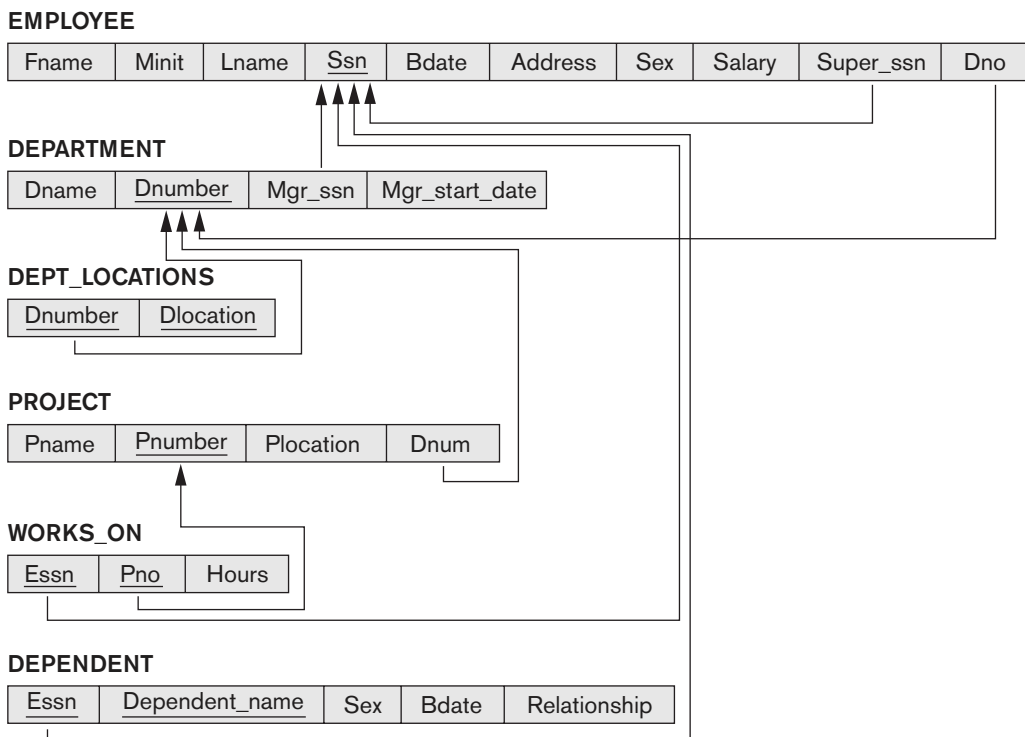 EMPLOYEE
Fname Minit Lname Ssn Bdate Address Sex Salary Super_ssn Dno
DEPARTMENT
Dname Dnumber Mgr_ssn Mgr_start_date
DEPT_LOCATIONS
Dnumber Dlocation
PROJECT
Pname Pnumber Plocation Dnum
WORKS_ON
Essn Pno Hours
DEPENDENT
Essn Dependent_name Sex Bdate Relationship